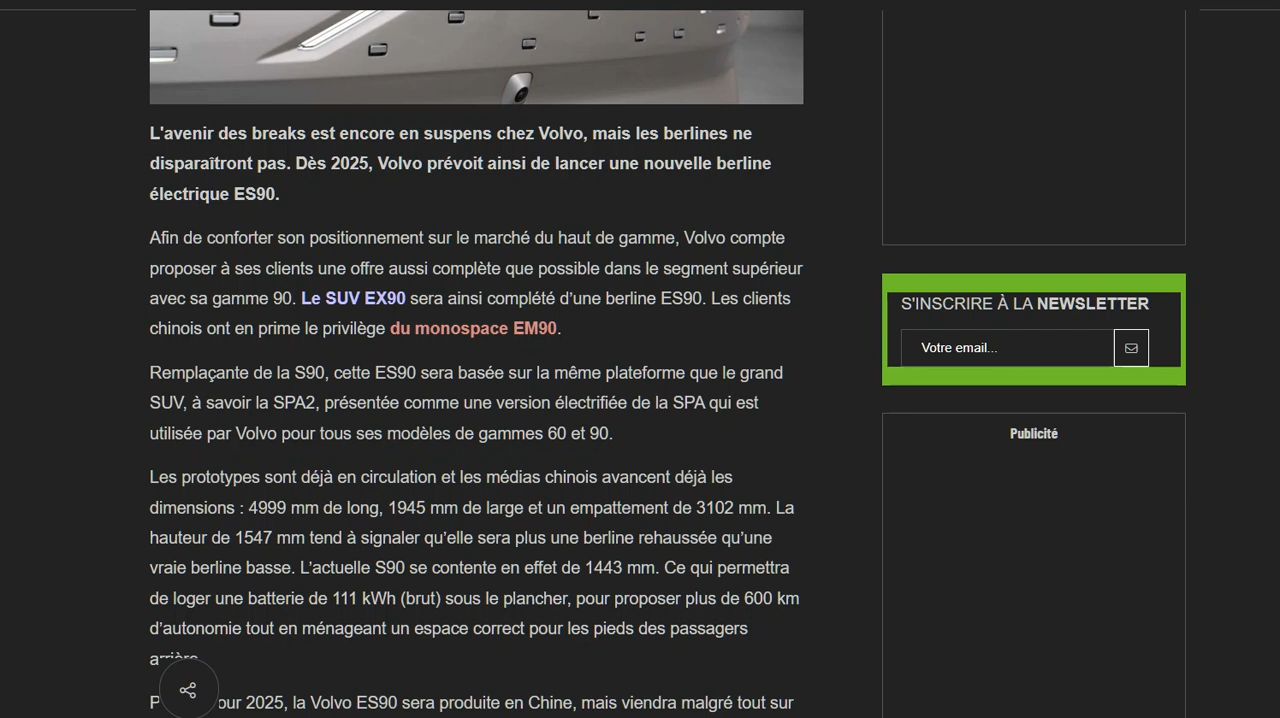 L'avenir des breaks est encore en suspens chez Volvo, mais les berlines ne
disparaîtront pas. Dès 2025, Volvo prévoit ainsi de lancer une nouvelle berline
électrique ES90.
Afin de conforter son positionnement sur le marché du haut de gamme, Volvo compte
proposer à ses clients une offre aussi complète que possible dans le segment supérieur
avec sa gamme 90. Le SUV EX90 sera ainsi complété d’une berline ES90. Les clients
chinois ont en prime le privilège du monospace EM90.
Remplaçante de la S90, cette ES90 sera basée sur la même plateforme que le grand
SUV, à savoir la SPA2, présentée comme une version électrifiée de la SPA qui est
utilisée par Volvo pour tous ses modèles de gammes 60 et 90.
Les prototypes sont déjà en circulation et les médias chinois avancent déjà les
dimensions : 4999 mm de long, 1945 mm de large et un empattement de 3102 mm. La
hauteur de 1547 mm tend à signaler qu’elle sera plus une berline rehaussée qu’une
vraie berline basse. L’actuelle S90 se contente en effet de 1443 mm. Ce qui permettra
de loger une batterie de 111 kWh (brut) sous le plancher, pour proposer plus de 600 km
d’autonomie tout en ménageant un espace correct pour les pieds des passagers
arrière.
2025, la Volvo ES90 sera produite en Chine, mais viendra malgré tout sur
S'INSCRIRE À LA NEWSLETTER
Votre email...
Publicité